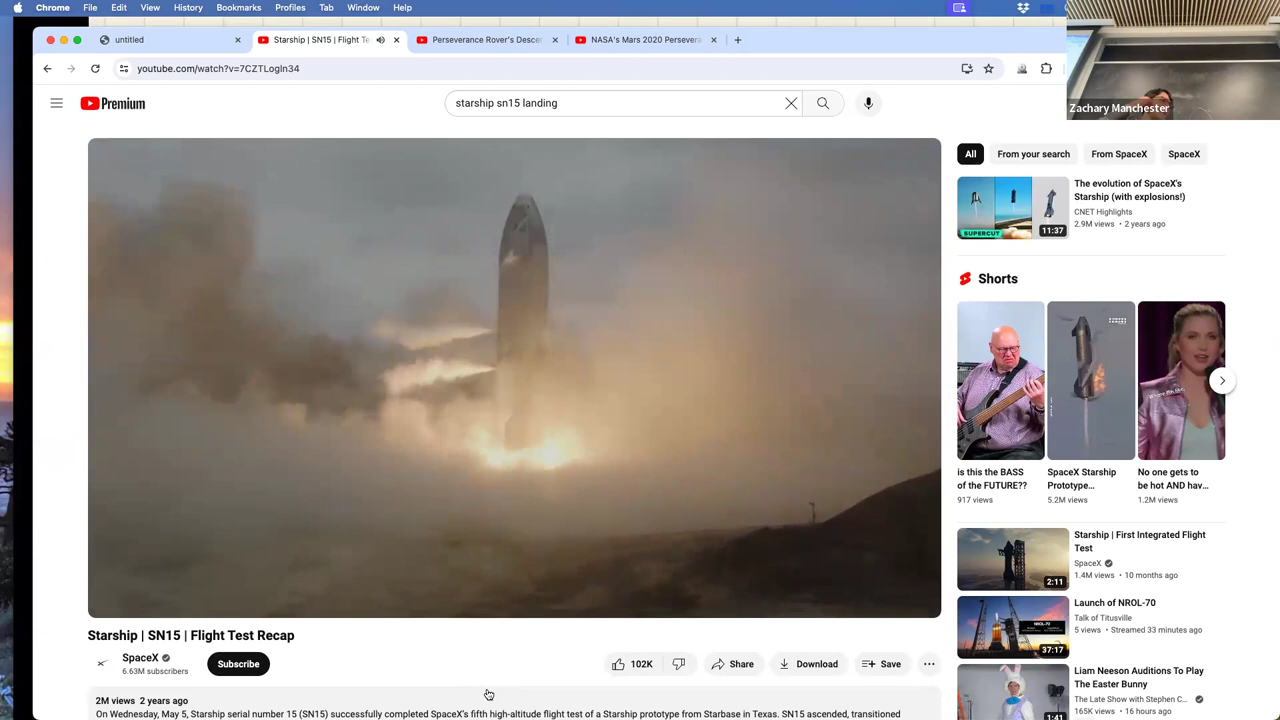 Chrome File Edit View History Bookmarks Profiles Tab Window Help
untitled
Starship | SN15 | Flight Te
Perseverance Rover's Descen
NASA's Mars 2020 Persevera
youtube.com/watch?v=7CZTLogln34
Premium
starship sn15 landing
Zachary Manchester
All
From your search
From SpaceX
SpaceX
The evolution of SpaceX's
Starship (with explosions!)
CNET Highlights
2.9M views • 2 years ago
SUPERCUT
11:37
Shorts
is this the BASS
of the FUTURE??
917 views
SpaceX Starship
Prototype...
5.2M views
No one gets to
be hot AND hav...
1.2M views
Starship | First Integrated Flight
Test
SpaceX
1.4M views • 10 months ago
2:11
Launch of NROL-70
Talk of Titusville
5 views • Streamed 33 minutes ago
37:17
Liam Neeson Auditions To Play
The Easter Bunny
The Late Show with Stephen C...
165K views • 16 hours ago
1:41
Starship | SN15 | Flight Test Recap
SpaceX
6.63M subscribers
Subscribe
102K
Share
Download
Save
2M views 2 years ago
On Wednesday, May 5, Starship serial number 15 (SN15) successfully completed SpaceX's fifth high-altitude flight test of a Starship prototype from Starbase in Texas. SN15 ascended, transitioned